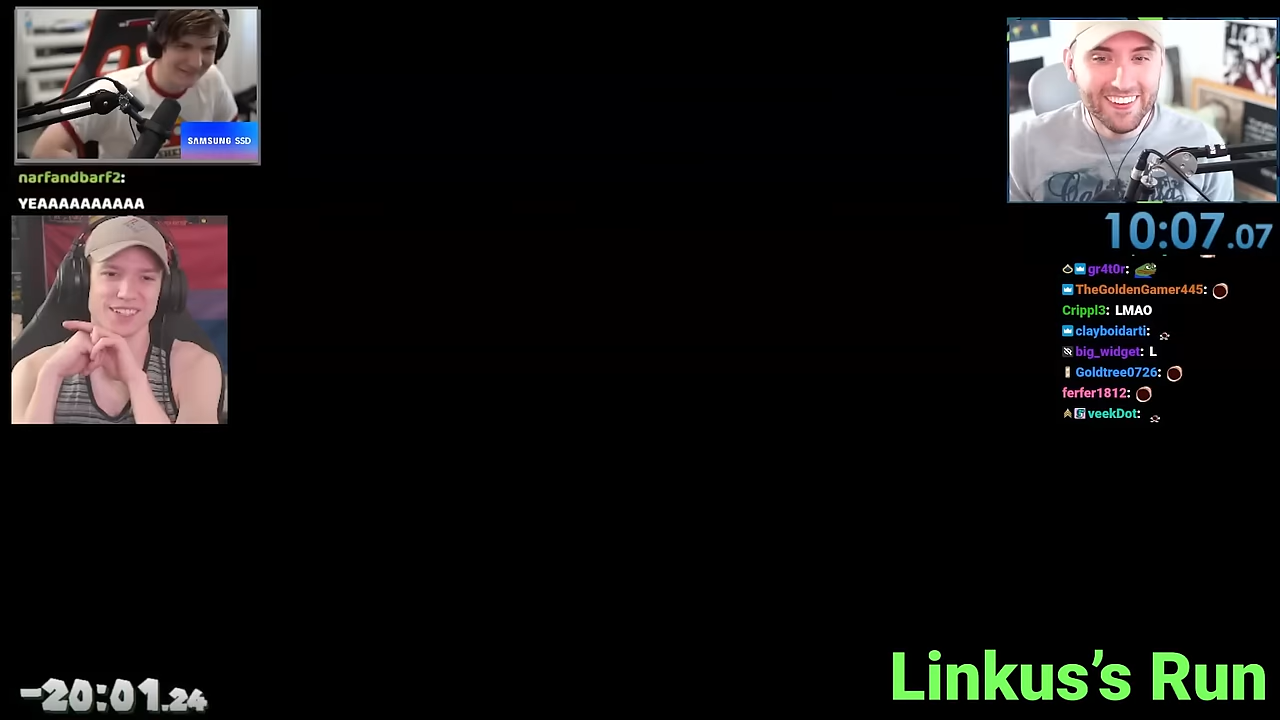 SAMSUNG SSD
narfandbarf2:
YEAAAAAAAAAA
10:07.07
gr4t0r:
TheGoldenGamer445:
Crippl3: LMAO
clayboidarti:
big_widget: L
Goldtree0726:
ferfer1812:
veekDot:
-20:01.24
Linkus’s Run